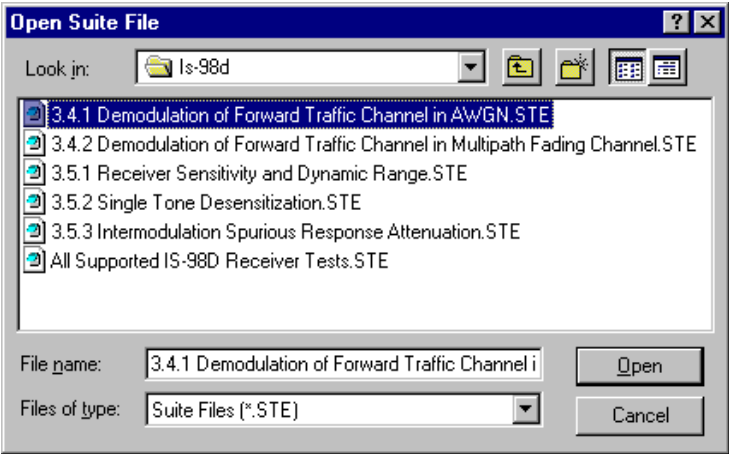 Open Suite File
Look in: Is-98d
3.4.1 Demodulation of Forward Traffic Channel in AWGN.STE
3.4.2 Demodulation of Forward Traffic Channel in Multipath Fading Channel.STE
3.5.1 Receiver Sensitivity and Dynamic Range.STE
3.5.2 Single Tone Desensitization.STE
3.5.3 Intermodulation Spurious Response Attenuation.STE
All Supported IS-98D Receiver Tests.STE
File name: 3.4.1 Demodulation of Forward Traffic Channel i Open
Files of type: Suite Files (*.STE) Cancel